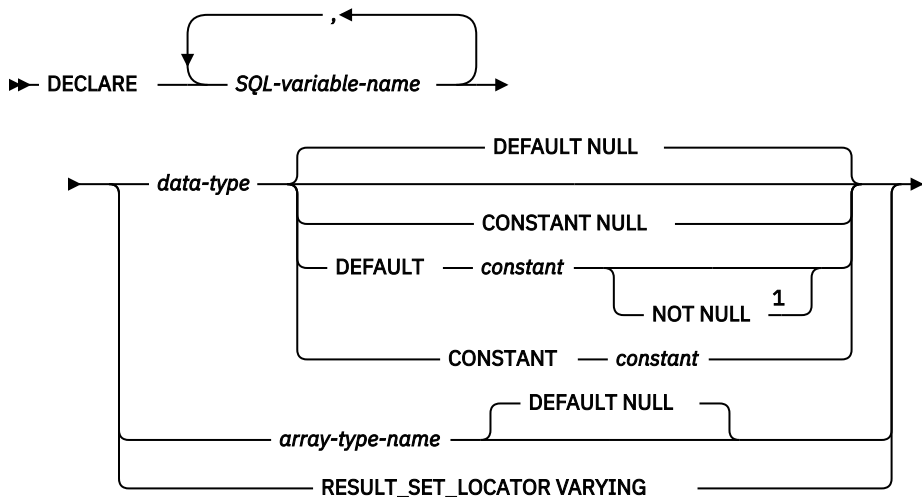 ,
DECLARE SQL-variable-name
DEFAULT NULL
data-type
CONSTANT NULL
DEFAULT constant
NOT NULL 1
CONSTANT constant
DEFAULT NULL
array-type-name
RESULT_SET_LOCATOR VARYING